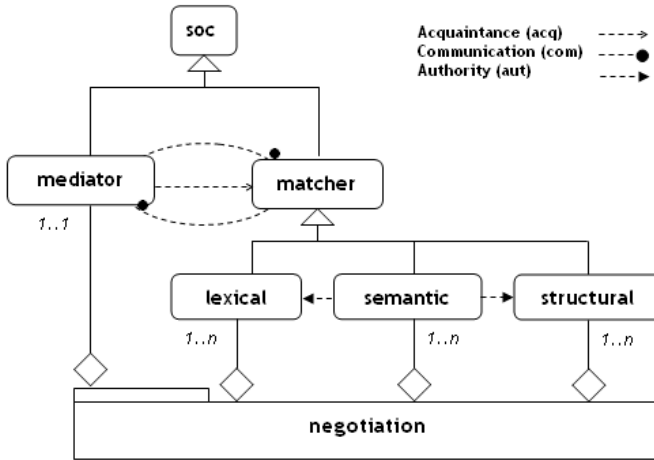 soc
Acquaintance (acq)
Communication (com)
Authority (aut)
mediator
matcher
1..1
lexical
semantic
structural
1..n
1..n
1..n
negotiation